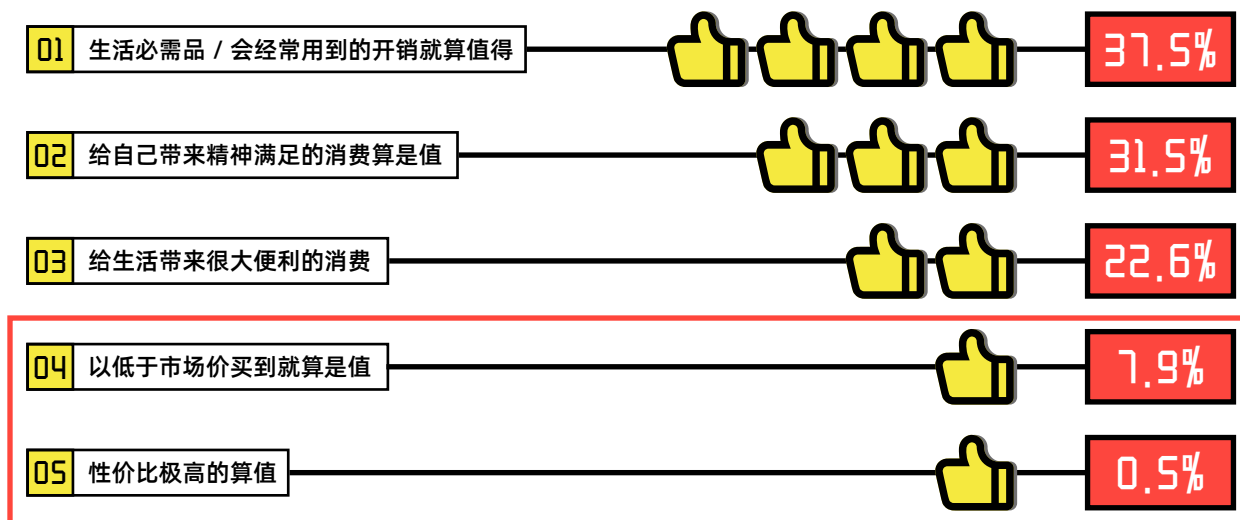 01 生活必需品 / 会经常用到的开销就算值得 37.5%
02 给自己带来精神满足的消费算是值 31.5%
03 给生活带来很大便利的消费 22.6%
04 以低于市场价买到就算是值 7.9%
05 性价比极高的算值 0.5%